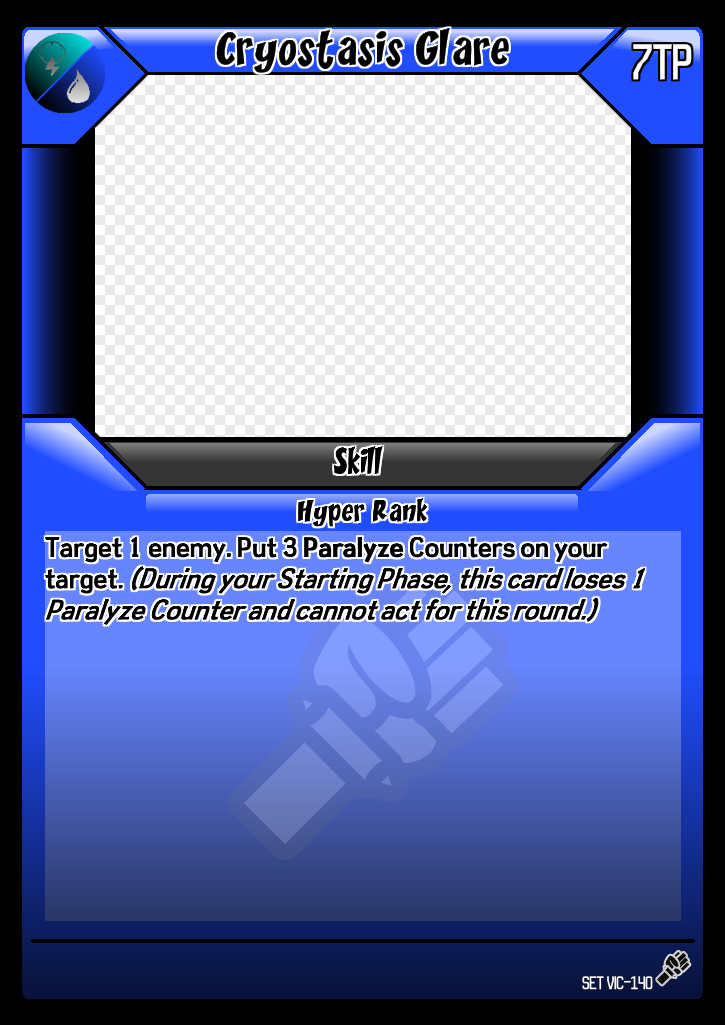 Cryostasis Glare
7TP
Skill
Hyper Rank
Target 1 enemy. Put 3 Paralyze Counters on your
target. (During your Starting Phase, this card loses 1
Paralyze Counter and cannot act for this round.)
SET VIC-140